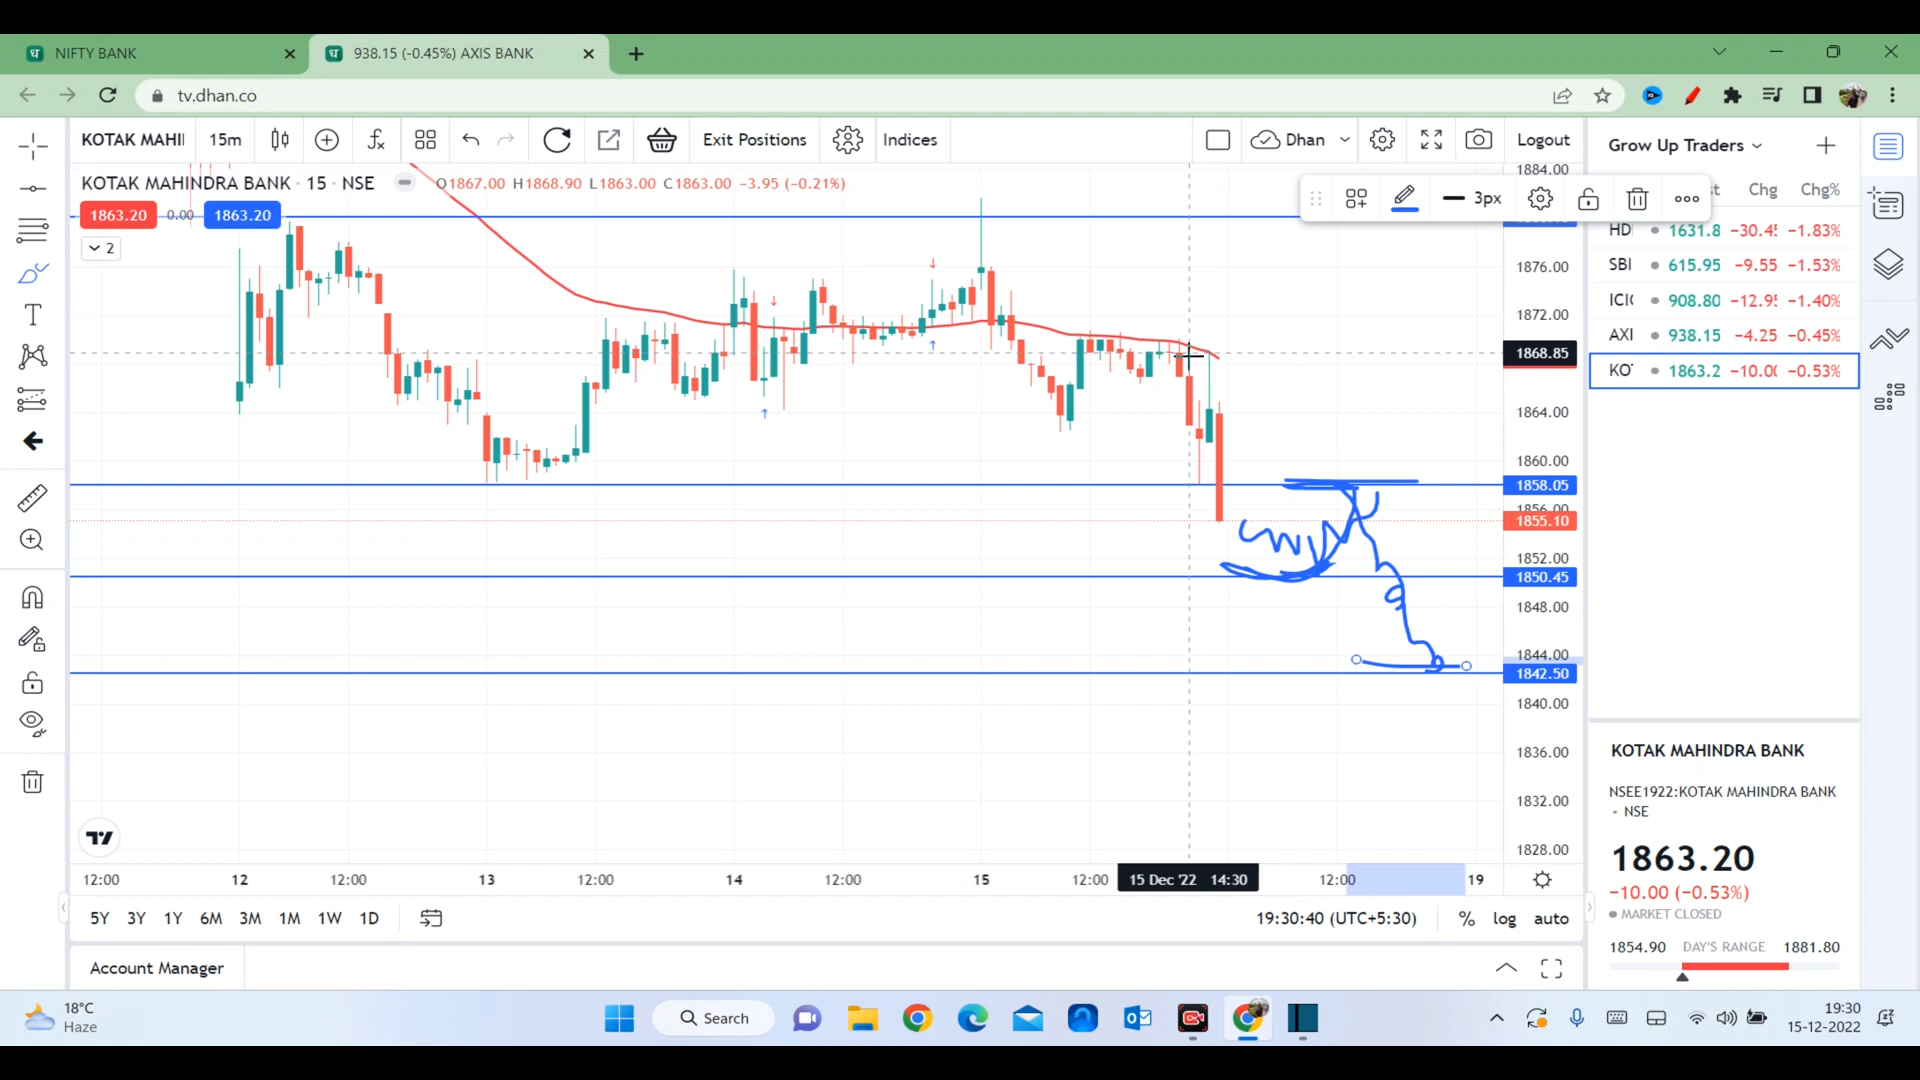 ध NIFTY BANK
ध 938.15 (-0.45%) AXIS BANK
tv.dhan.co
KOTAK MAHI 15m Exit Positions Indices Dhan Logout
Grow Up Traders
KOTAK MAHINDRA BANK · 15 · NSE O1867.00 H1868.90 L1863.00 C1863.00 −3.95 (−0.21%)
1884.00
3px
Chg Chg%
1863.20 0.00 1863.20
2
HD 1631.8 −30.4 −1.83%
SBI 615.95 −9.55 −1.53%
ICI 908.80 −12.9 −1.40%
AXI 938.15 −4.25 −0.45%
KO 1863.2 −10.0 −0.53%
1876.00
1872.00
1868.85
1864.00
1860.00
1858.05
1856.00
1855.10
1852.00
1850.45
1848.00
1844.00
1842.50
1840.00
1836.00
1832.00
1828.00
KOTAK MAHINDRA BANK
NSEE1922:KOTAK MAHINDRA BANK
- NSE
1863.20
−10.00 (−0.53%)
MARKET CLOSED
1854.90 DAY'S RANGE 1881.80
12:00 12 12:00 13 12:00 14 12:00 15 12:00 15 Dec '22 14:30 12:00 19
5Y 3Y 1Y 6M 3M 1M 1W 1D
19:30:40 (UTC+5:30) % log auto
Account Manager
18°C
Haze
Search
19:30
15-12-2022